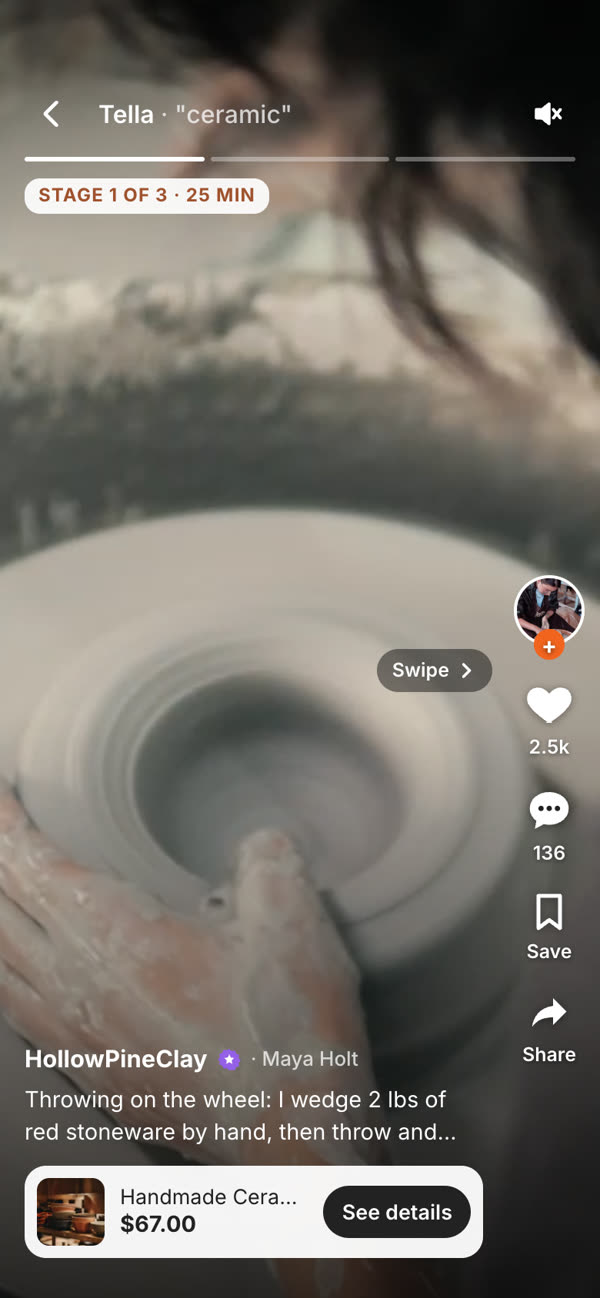 Tella · "ceramic"
STAGE 1 OF 3 · 25 MIN
Swipe
2.5k
136
Save
Share
HollowPineClay · Maya Holt
Throwing on the wheel: I wedge 2 lbs of
red stoneware by hand, then throw and...
Handmade Cera...
$67.00
See details